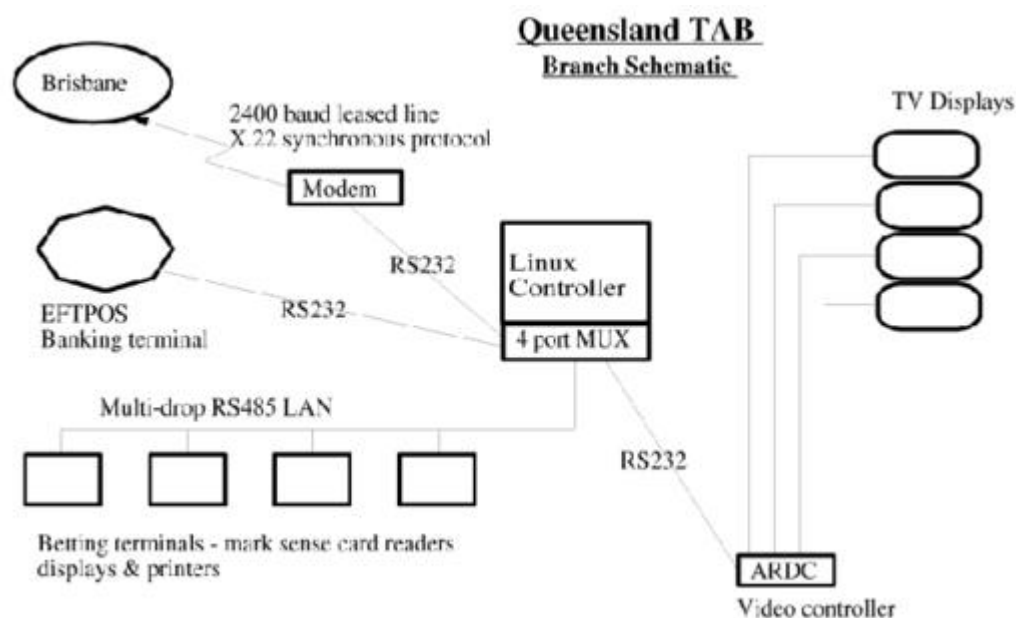 Queensland TAB
Branch Schematic
Brisbane
2400 baud leased line
X.22 synchronous protocol
TV Displays
Modem
RS232
Linux
Controller
4 port MUX
EFTPOS
Banking terminal
RS232
Multi-drop RS485 LAN
RS232
Betting terminals - mark sense card readers
displays & printers
ARDC
Video controller